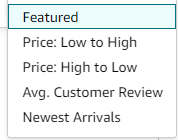 Featured
Price: Low to High
Price: High to Low
Avg. Customer Review
Newest Arrivals